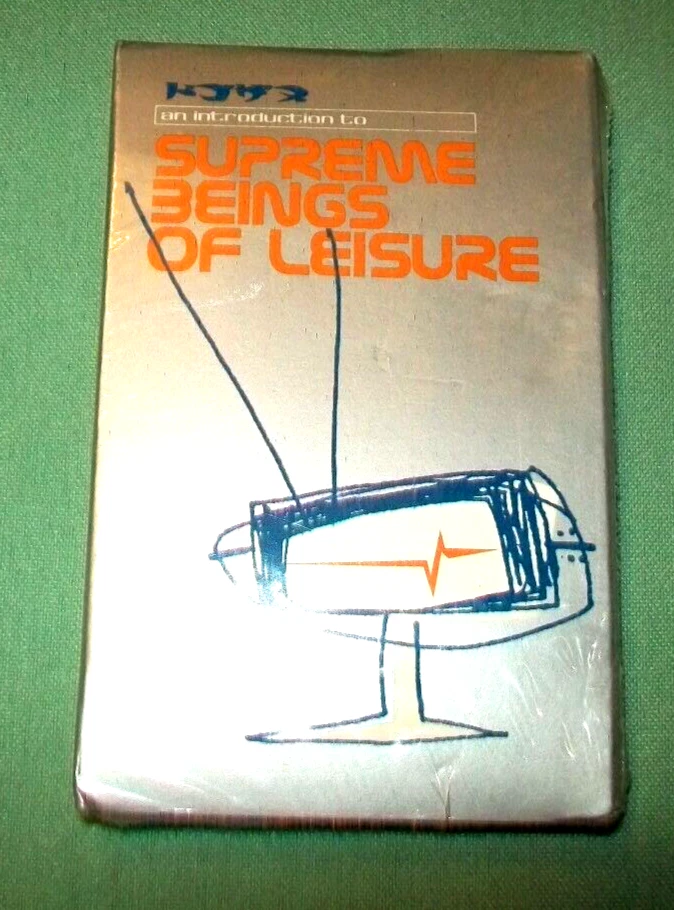 an introduction to
SUPREME
BEINGS
OF LEISURE